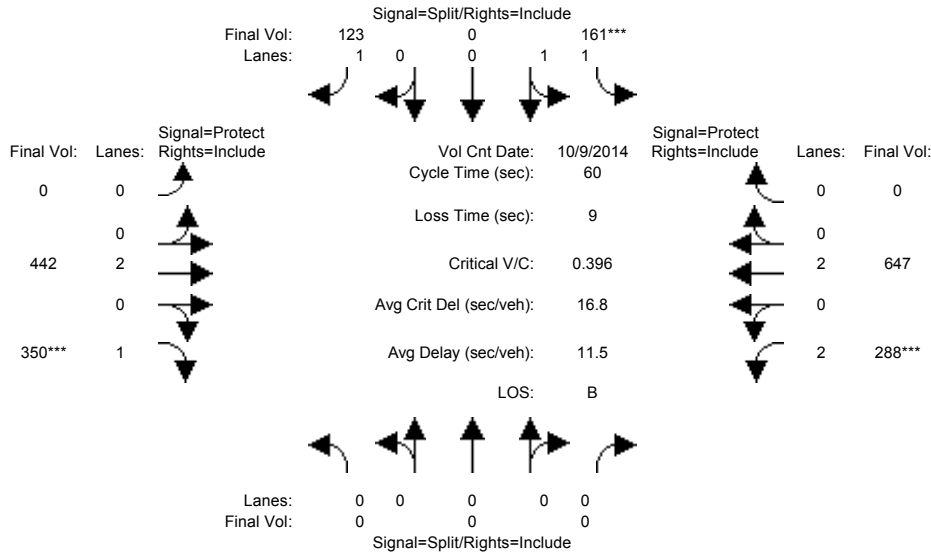 Signal=Split/Rights=Include
Final Vol: 123 0 161***
Lanes: 1 0 0 1 1
Signal=Protect Signal=Protect
Final Vol: Lanes: Rights=Include Vol Cnt Date: 10/9/2014 Rights=Include Lanes: Final Vol:
Cycle Time (sec): 60
0 0 0 0
Loss Time (sec): 9
0 0
442 2 Critical V/C: 0.396 2 647
0 Avg Crit Del (sec/veh): 16.8 0
350*** 1 Avg Delay (sec/veh): 11.5 2 288***
LOS: B
Lanes: 0 0 0 0 0
Final Vol: 0 0 0
Signal=Split/Rights=Include